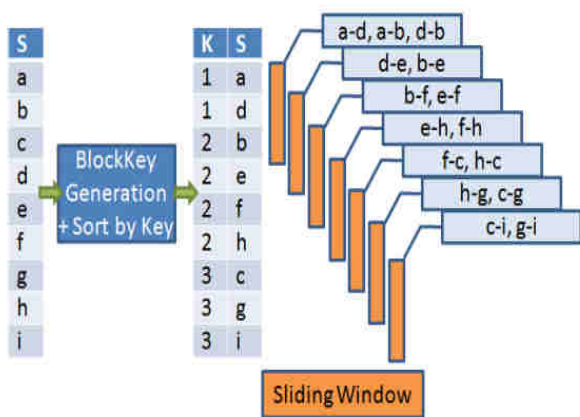 S
a
b
c
d
e
f
g
h
i
BlockKey
Generation
+ Sort by Key
K S
1 a
1 d
2 b
2 e
2 f
2 h
3 c
3 g
3 i
a-d, a-b, d-b
d-e, b-e
b-f, e-f
e-h, f-h
f-c, h-c
h-g, c-g
c-i, g-i
Sliding Window